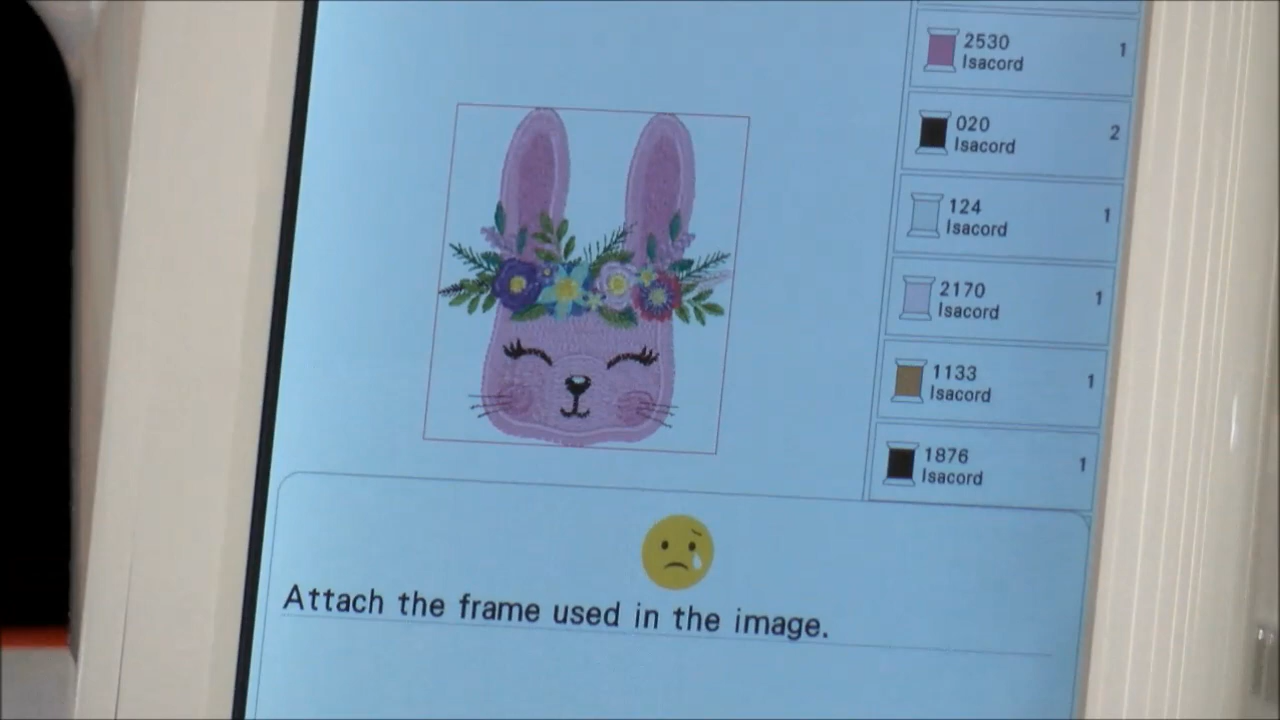 2530 1
Isacord
020 2
Isacord
124 1
Isacord
2170 1
Isacord
1133 1
Isacord
1876 1
Isacord
Attach the frame used in the image.